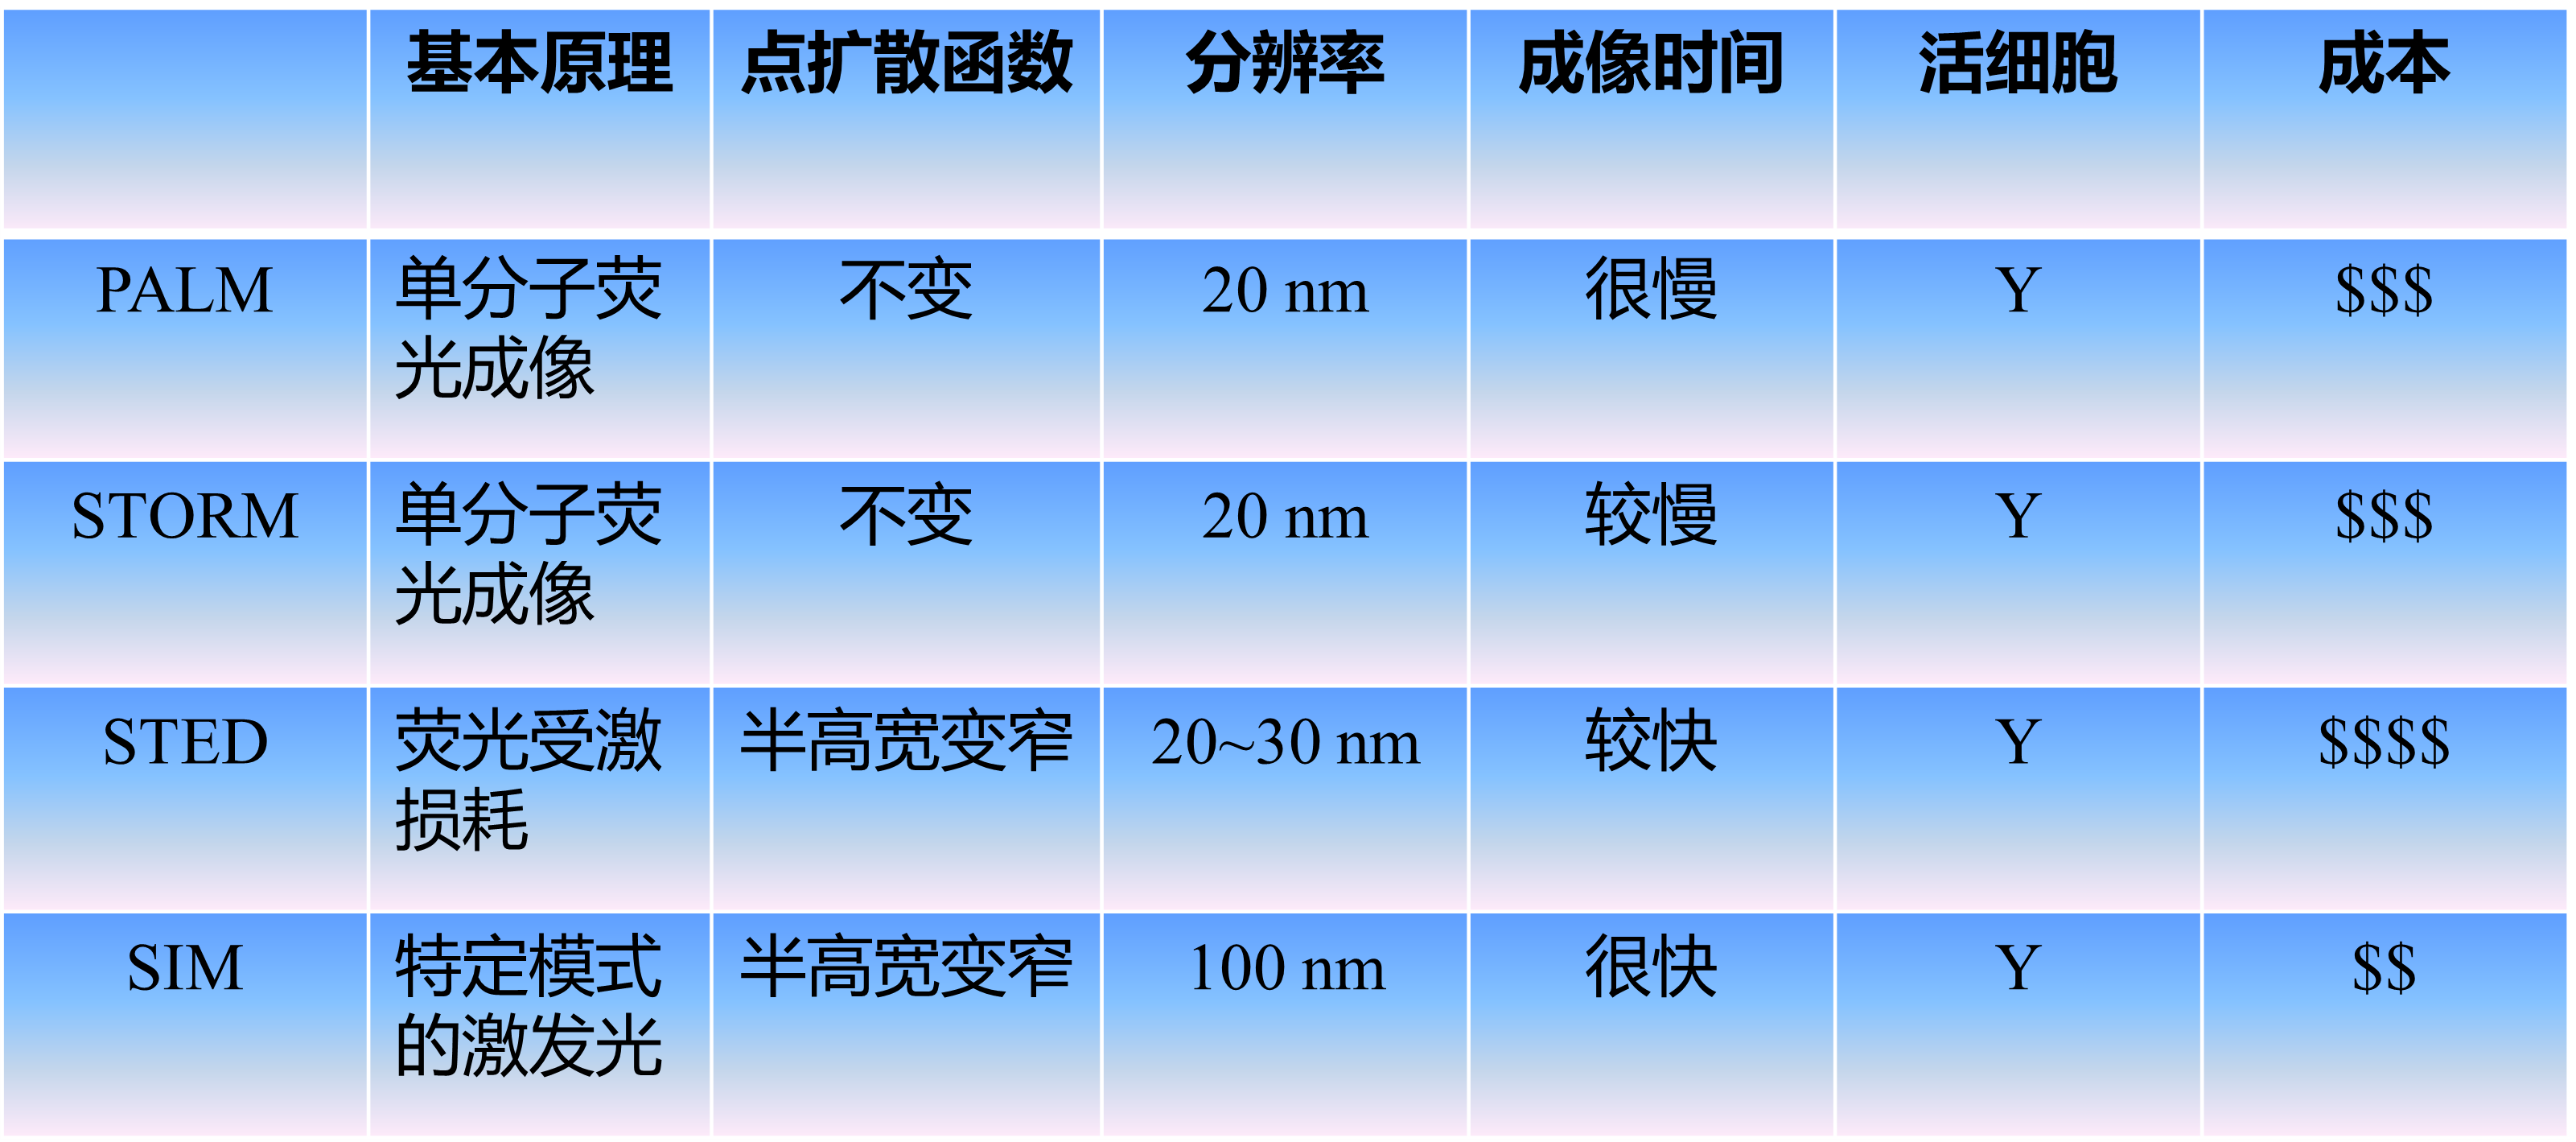 基本原理 点扩散函数 分辨率 成像时间 活细胞 成本
PALM 单分子荧 不变 20 nm 很慢 Y $$$
光成像
STORM 单分子荧 不变 20 nm 较慢 Y $$$
光成像
STED 荧光受激 半高宽变窄 20~30 nm 较快 Y $$$$
损耗
SIM 特定模式 半高宽变窄 100 nm 很快 Y $$
的激发光